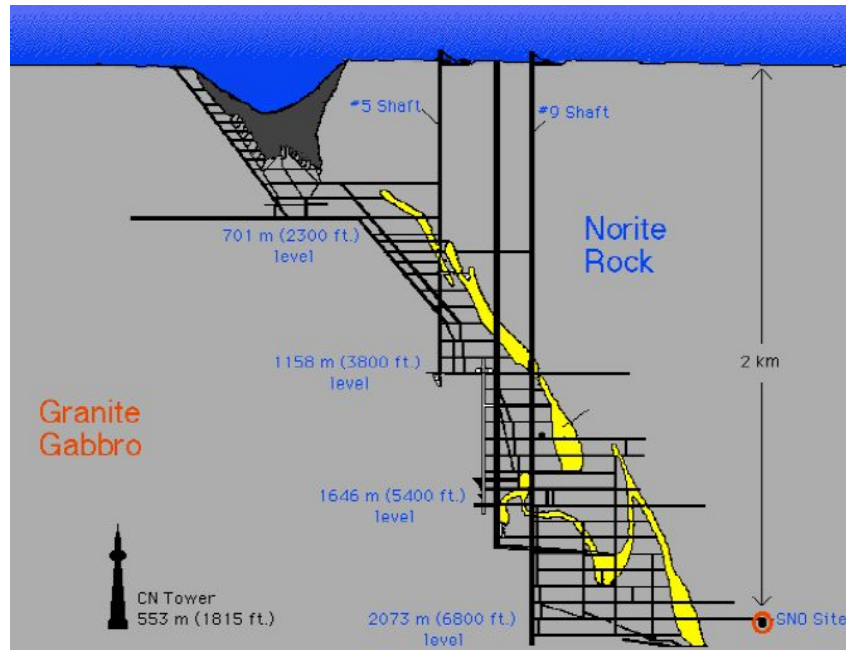 #5 Shaft
#9 Shaft
Norite
Rock
701 m (2300 ft.)
level
1158 m (3800 ft.)
level
2 km
Granite
Gabbro
1646 m (5400 ft.)
level
CN Tower
553 m (1815 ft.)
2073 m (6800 ft.)
level
SNO Site